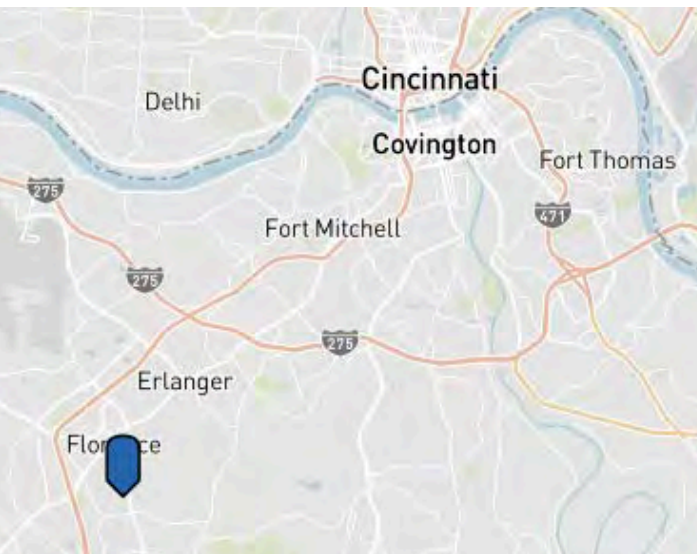 Cincinnati
Delhi
Covington
Fort Thomas
275
471
Fort Mitchell
275
275
Erlanger